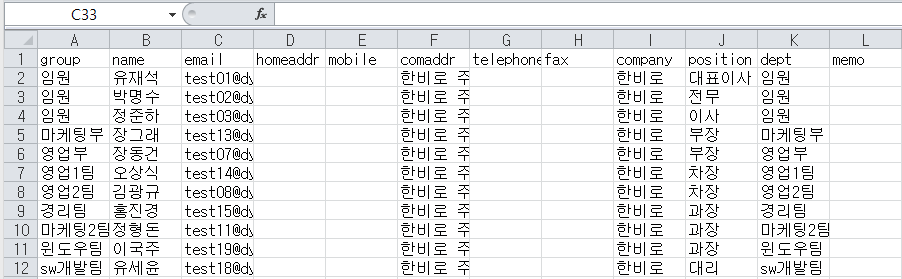 C33 fx
A B C D E F G H I J K L
1 group name email homeaddr mobile comaddr telephone fax company position dept memo
2 임원 유재석 test01@dy 한비로 주 한비로 대표이사 임원
3 임원 박명수 test02@dy 한비로 주 한비로 전무 임원
4 임원 정준하 test03@dy 한비로 주 한비로 이사 임원
5 마케팅부 장그래 test13@dy 한비로 주 한비로 부장 마케팅부
6 영업부 장동건 test07@dy 한비로 주 한비로 부장 영업부
7 영업1팀 오상식 test14@dy 한비로 주 한비로 차장 영업1팀
8 영업2팀 김광규 test08@dy 한비로 주 한비로 차장 영업2팀
9 경리팀 홍진경 test15@dy 한비로 주 한비로 과장 경리팀
10 마케팅2팀 정형돈 test11@dy 한비로 주 한비로 과장 마케팅2팀
11 윈도우팀 이국주 test19@dy 한비로 주 한비로 과장 윈도우팀
12 sw개발팀 유세윤 test18@dy 한비로 주 한비로 대리 sw개발팀